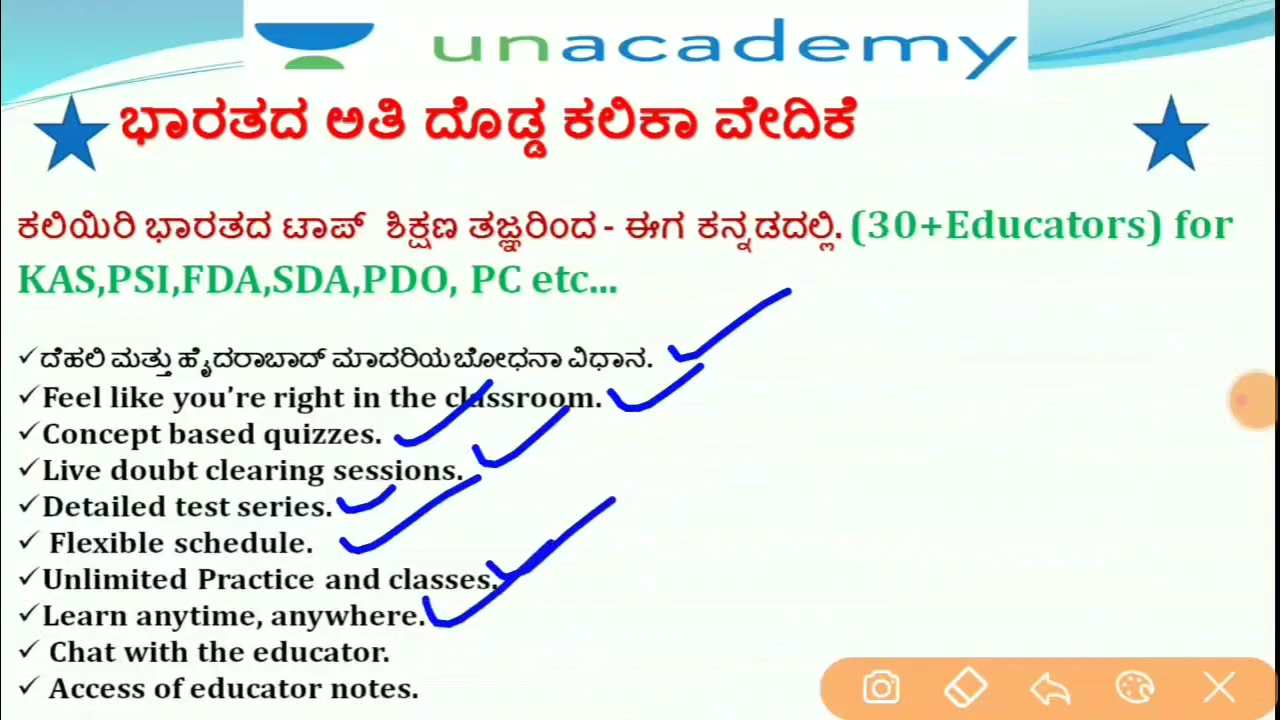 unacademy
ಭಾರತದ ಅತಿ ದೊಡ್ಡ ಕಲಿಕಾ ವೇದಿಕೆ
ಕಲಿಯಿರಿ ಭಾರತದ ಟಾಪ್ ಶಿಕ್ಷಣ ತಜ್ಞರಿಂದ - ಈಗ ಕನ್ನಡದಲ್ಲಿ. (30+Educators) for
KAS,PSI,FDA,SDA,PDO, PC etc...
✓ದೆಹಲಿ ಮತ್ತು ಹೈದರಾಬಾದ್ ಮಾದರಿಯ ಬೋಧನಾ ವಿಧಾನ.
✓Feel like you’re right in the classroom.
✓Concept based quizzes.
✓Live doubt clearing sessions.
✓Detailed test series.
✓ Flexible schedule.
✓Unlimited Practice and classes.
✓Learn anytime, anywhere.
✓ Chat with the educator.
✓ Access of educator notes.